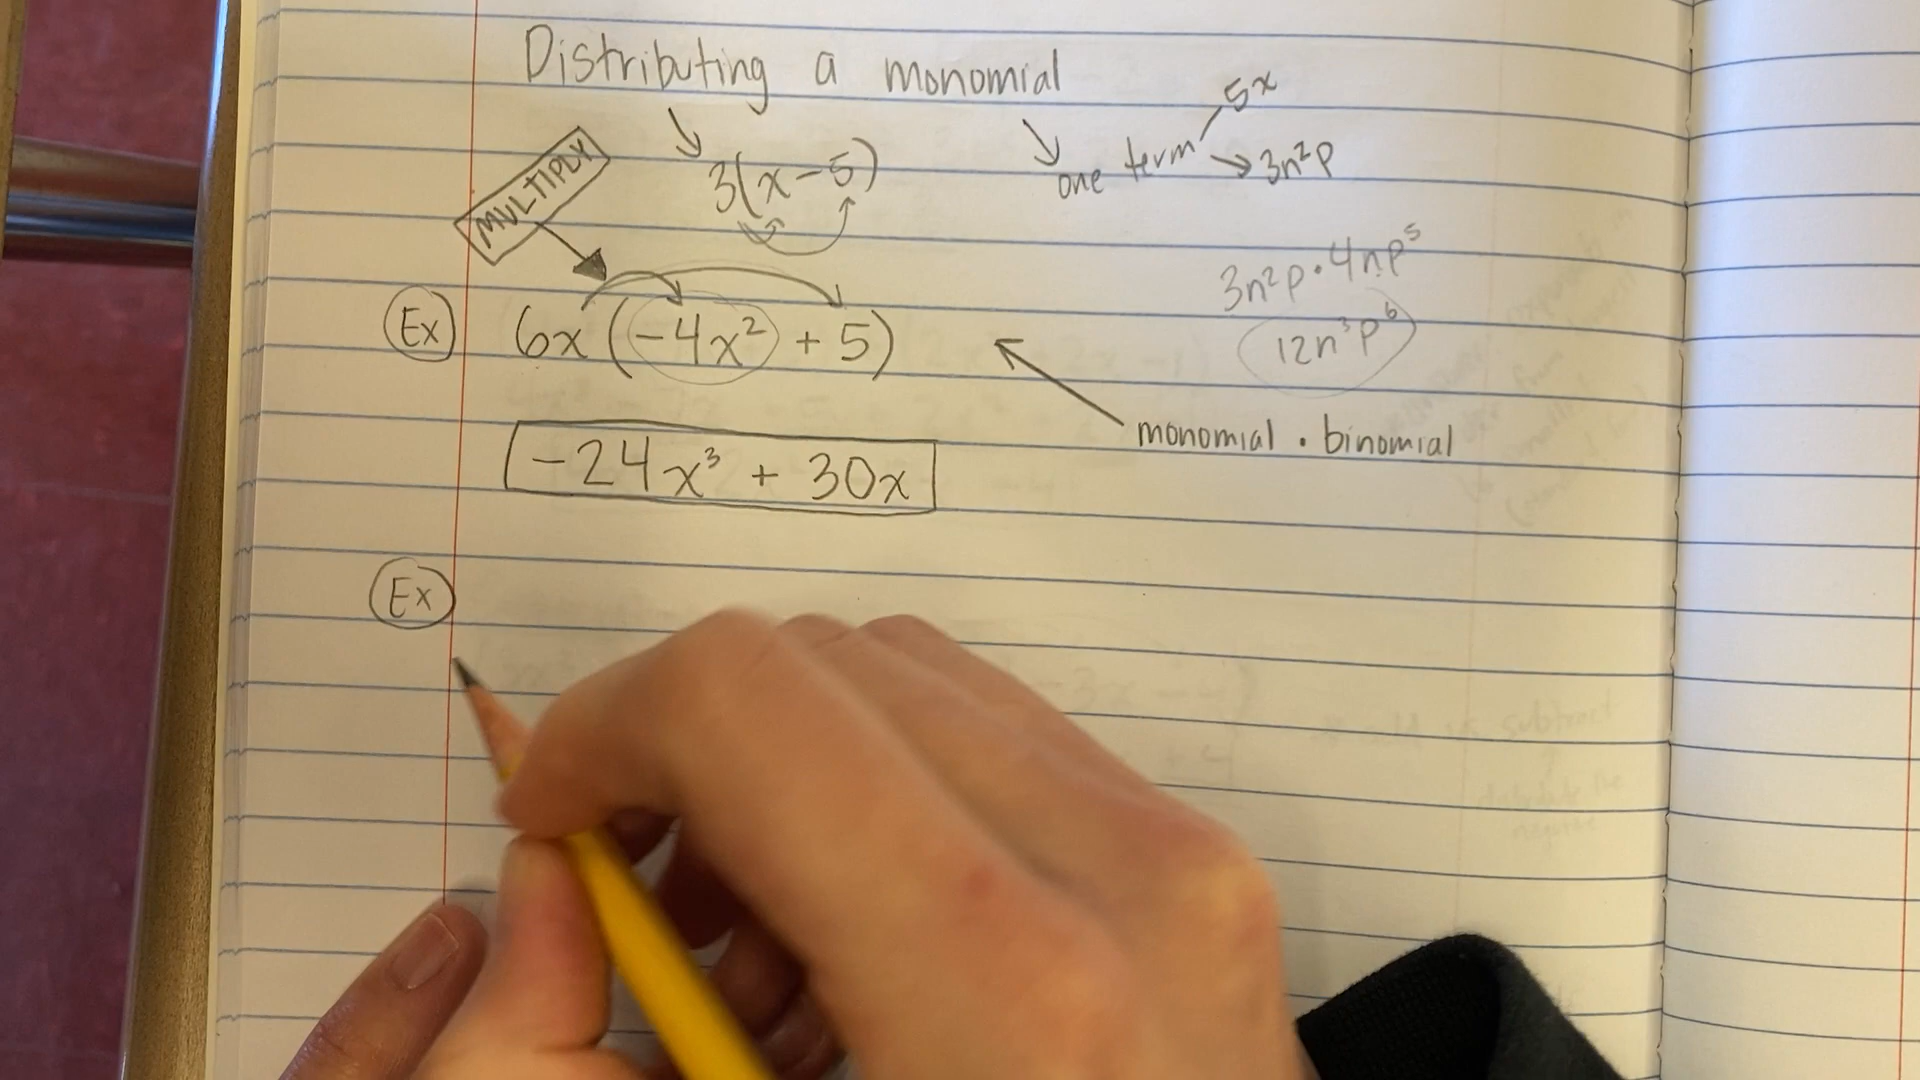 Distributing a monomial
MULTIPLY
3(x-5)
one term
5x
3n²p
3n²p·4np⁵
12n³p⁶
Ex
6x(-4x²+5)
monomial · binomial
-24x³ + 30x
Ex